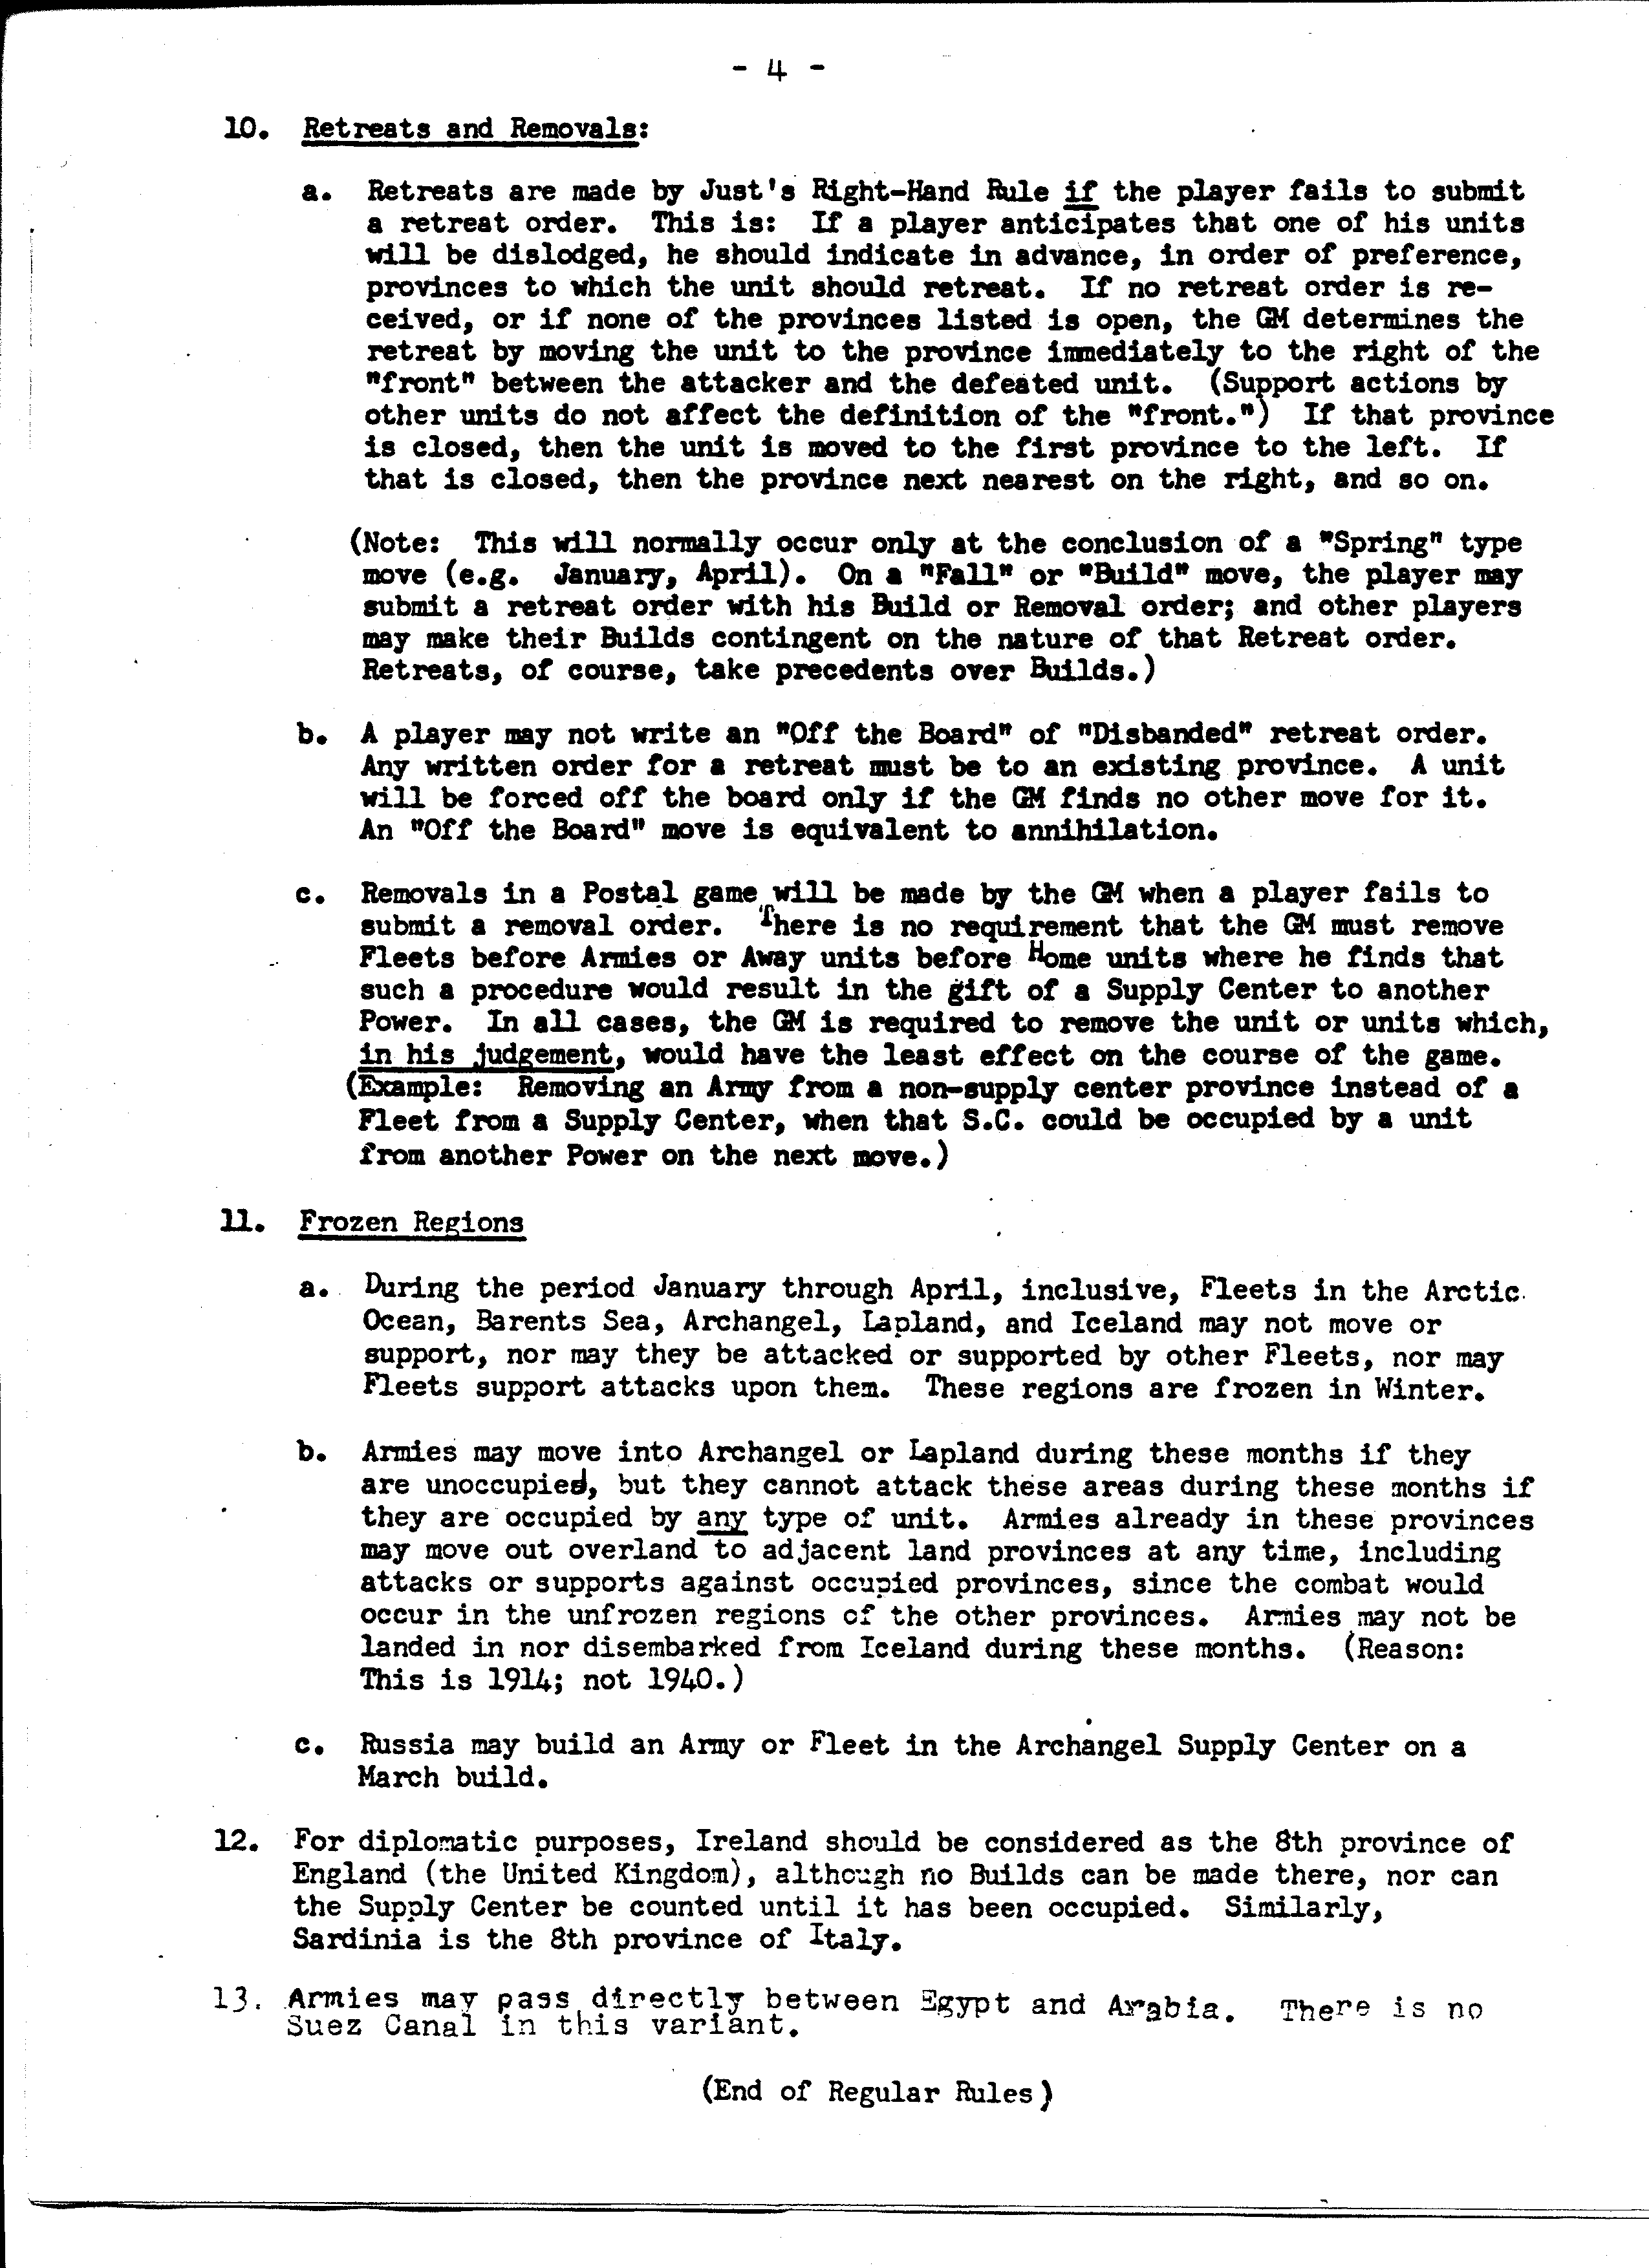 - 4 -
10. Retreats and Removals:
a. Retreats are made by Just's Right-Hand Rule if the player fails to submit
a retreat order. This is: If a player anticipates that one of his units
will be dislodged, he should indicate in advance, in order of preference,
provinces to which the unit should retreat. If no retreat order is re-
ceived, or if none of the provinces listed is open, the GM determines the
retreat by moving the unit to the province immediately to the right of the
"front" between the attacker and the defeated unit. (Support actions by
other units do not affect the definition of the "front.") If that province
is closed, then the unit is moved to the first province to the left. If
that is closed, then the province next nearest on the right, and so on.
(Note: This will normally occur only at the conclusion of a "Spring" type
move (e.g. January, April). On a "Fall" or "Build" move, the player may
submit a retreat order with his Build or Removal order; and other players
may make their Builds contingent on the nature of that Retreat order.
Retreats, of course, take precedents over Builds.)
b. A player may not write an "Off the Board" of "Disbanded" retreat order.
Any written order for a retreat must be to an existing province. A unit
will be forced off the board only if the GM finds no other move for it.
An "Off the Board" move is equivalent to annihilation.
c. Removals in a Postal game will be made by the GM when a player fails to
submit a removal order. There is no requirement that the GM must remove
Fleets before Armies or Away units before Home units where he finds that
such a procedure would result in the gift of a Supply Center to another
Power. In all cases, the GM is required to remove the unit or units which,
in his judgement, would have the least effect on the course of the game.
(Example: Removing an Army from a non-supply center province instead of a
Fleet from a Supply Center, when that S.C. could be occupied by a unit
from another Power on the next move.)
11. Frozen Regions
a. During the period January through April, inclusive, Fleets in the Arctic
Ocean, Barents Sea, Archangel, Lapland, and Iceland may not move or
support, nor may they be attacked or supported by other Fleets, nor may
Fleets support attacks upon them. These regions are frozen in Winter.
b. Armies may move into Archangel or Lapland during these months if they
are unoccupied, but they cannot attack these areas during these months if
they are occupied by any type of unit. Armies already in these provinces
may move out overland to adjacent land provinces at any time, including
attacks or supports against occupied provinces, since the combat would
occur in the unfrozen regions of the other provinces. Armies may not be
landed in nor disembarked from Iceland during these months. (Reason:
This is 1914; not 1940.)
c. Russia may build an Army or Fleet in the Archangel Supply Center on a
March build.
12. For diplomatic purposes, Ireland should be considered as the 8th province of
England (the United Kingdom), although no Builds can be made there, nor can
the Supply Center be counted until it has been occupied. Similarly,
Sardinia is the 8th province of Italy.
13. Armies may pass directly between Egypt and Arabia. There is no
Suez Canal in this variant.
(End of Regular Rules)